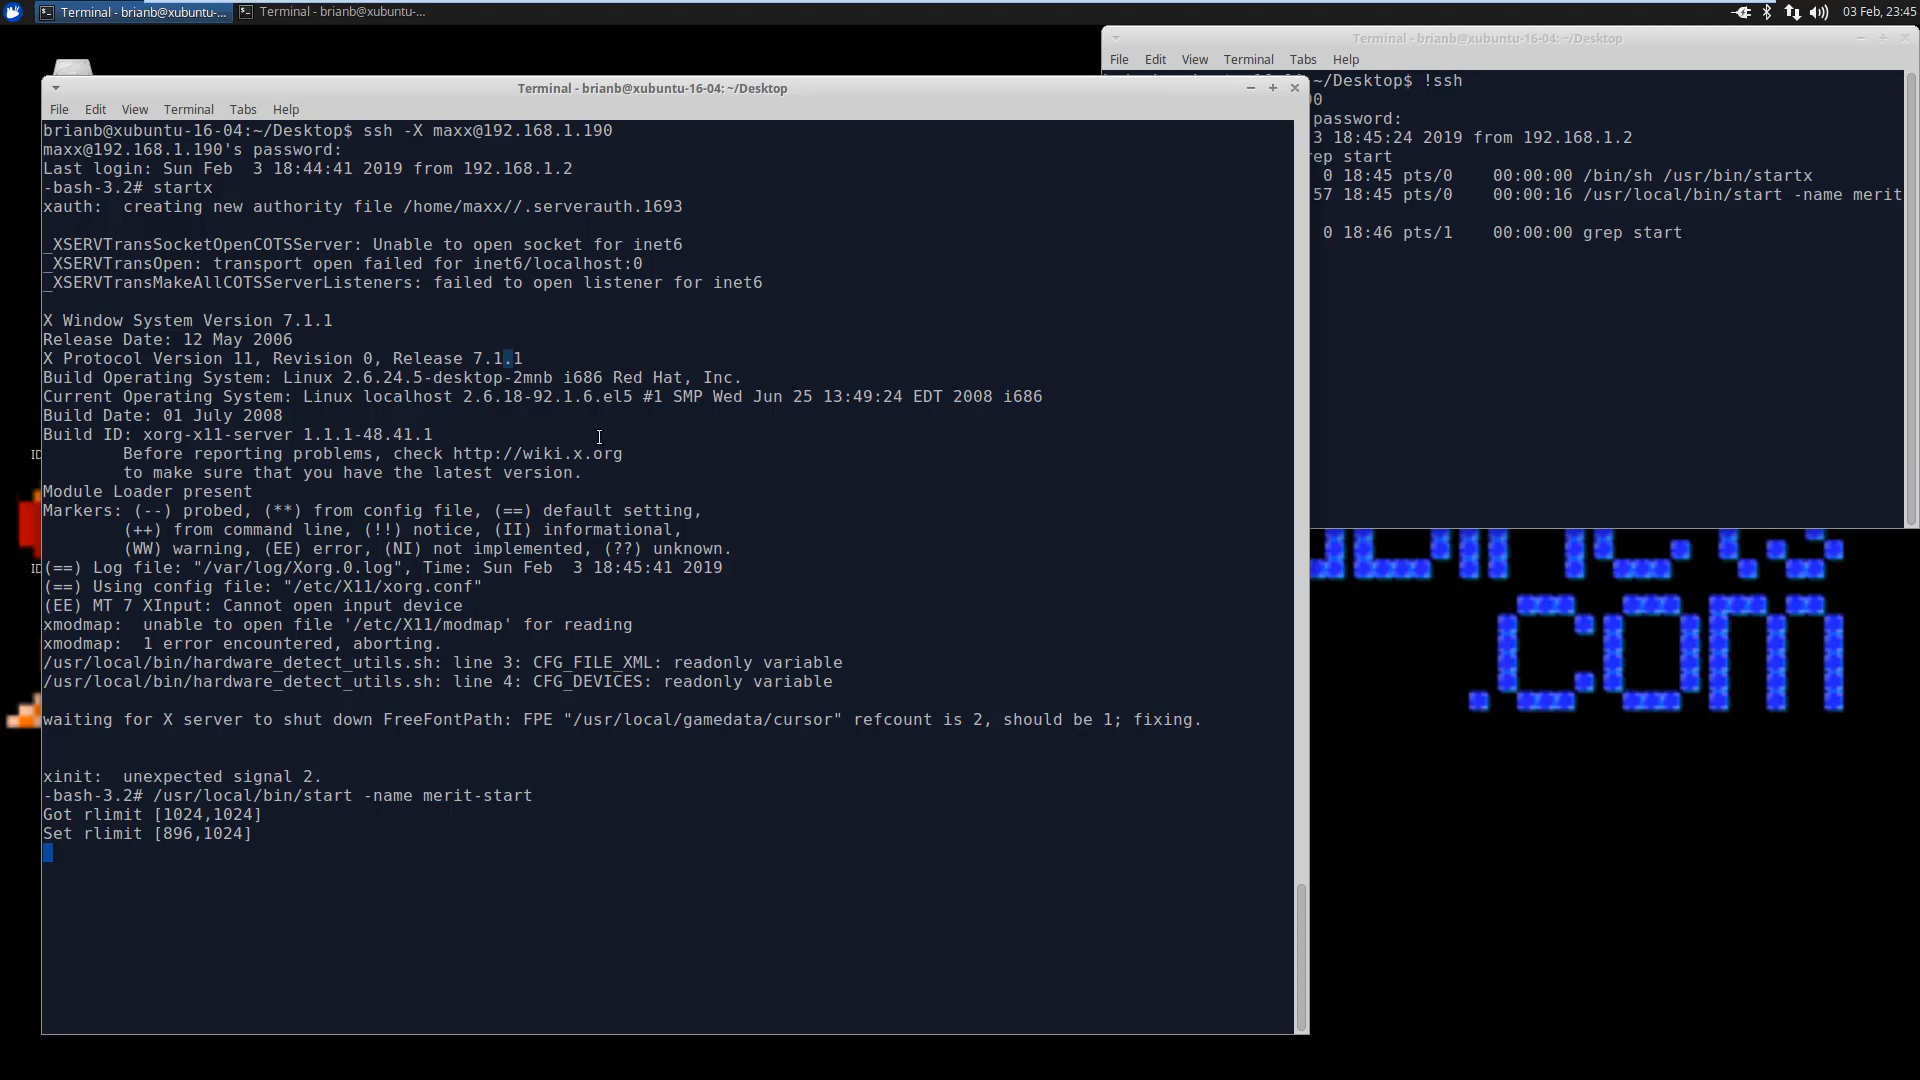 Terminal - brianb@xubuntu-...
Terminal - brianb@xubuntu-...
03 Feb, 23:45
Terminal - brianb@xubuntu-16-04: ~/Desktop
File Edit View Terminal Tabs Help
~/Desktop$ !ssh
password:
3 18:45:24 2019 from 192.168.1.2
ep start
0 18:45 pts/0 00:00:00 /bin/sh /usr/bin/startx
57 18:45 pts/0 00:00:16 /usr/local/bin/start -name merit
0 18:46 pts/1 00:00:00 grep start
Terminal - brianb@xubuntu-16-04: ~/Desktop
File Edit View Terminal Tabs Help
brianb@xubuntu-16-04:~/Desktop$ ssh -X maxx@192.168.1.190
maxx@192.168.1.190's password:
Last login: Sun Feb  3 18:44:41 2019 from 192.168.1.2
-bash-3.2# startx
xauth:  creating new authority file /home/maxx//.serverauth.1693
_XSERVTransSocketOpenCOTSServer: Unable to open socket for inet6
_XSERVTransOpen: transport open failed for inet6/localhost:0
_XSERVTransMakeAllCOTSServerListeners: failed to open listener for inet6
X Window System Version 7.1.1
Release Date: 12 May 2006
X Protocol Version 11, Revision 0, Release 7.1.1
Build Operating System: Linux 2.6.24.5-desktop-2mnb i686 Red Hat, Inc.
Current Operating System: Linux localhost 2.6.18-92.1.6.el5 #1 SMP Wed Jun 25 13:49:24 EDT 2008 i686
Build Date: 01 July 2008
Build ID: xorg-x11-server 1.1.1-48.41.1
Before reporting problems, check http://wiki.x.org
to make sure that you have the latest version.
Module Loader present
Markers: (--) probed, (**) from config file, (==) default setting,
(++) from command line, (!!) notice, (II) informational,
(WW) warning, (EE) error, (NI) not implemented, (??) unknown.
(==) Log file: "/var/log/Xorg.0.log", Time: Sun Feb  3 18:45:41 2019
(==) Using config file: "/etc/X11/xorg.conf"
(EE) MT 7 XInput: Cannot open input device
xmodmap:  unable to open file '/etc/X11/modmap' for reading
xmodmap:  1 error encountered, aborting.
/usr/local/bin/hardware_detect_utils.sh: line 3: CFG_FILE_XML: readonly variable
/usr/local/bin/hardware_detect_utils.sh: line 4: CFG_DEVICES: readonly variable
waiting for X server to shut down FreeFontPath: FPE "/usr/local/gamedata/cursor" refcount is 2, should be 1; fixing.
xinit:  unexpected signal 2.
-bash-3.2# /usr/local/bin/start -name merit-start
Got rlimit [1024,1024]
Set rlimit [896,1024]
.com